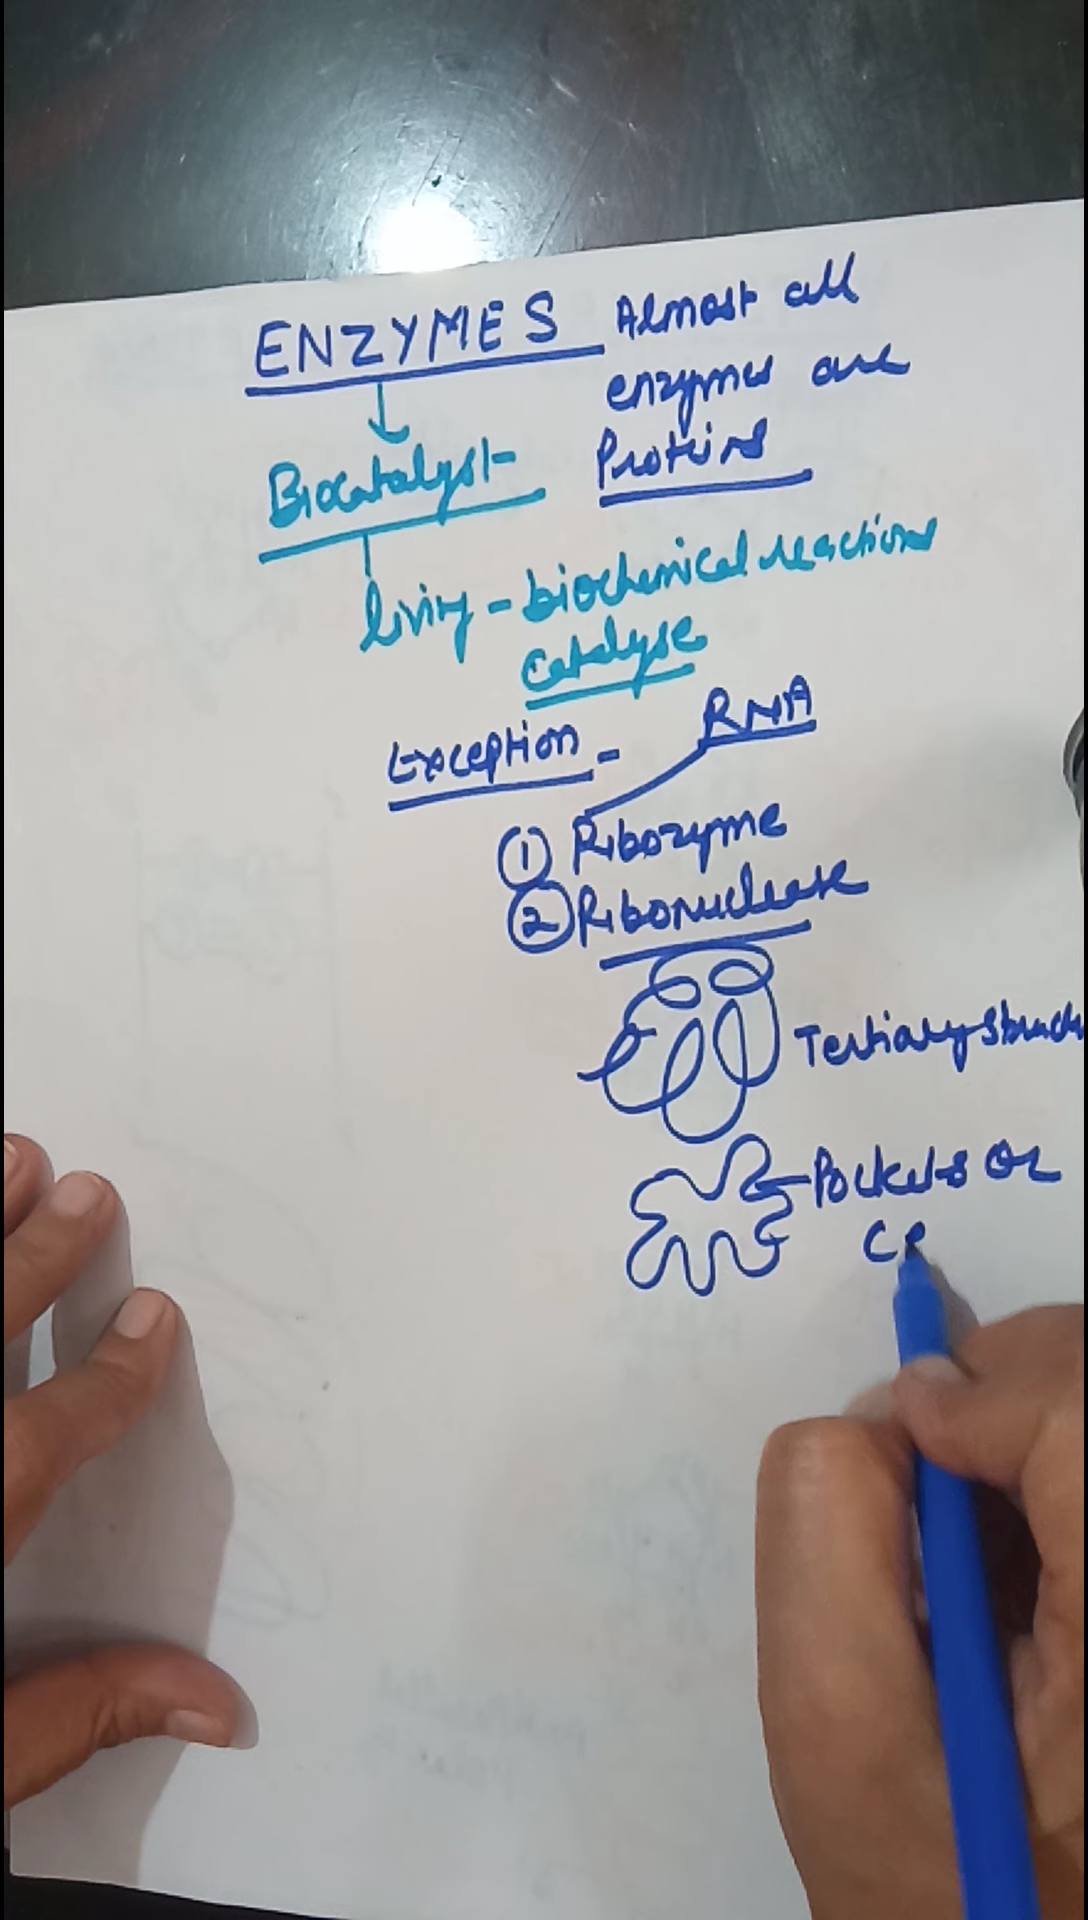 ENZYMES
Almost all
enzymes are
Proteins
Biocatalyst-
living - biochemical reactions
catalyse
Exception -
RNA
① Ribozyme
② Ribonuclease
Tertiary struc
Pockets or